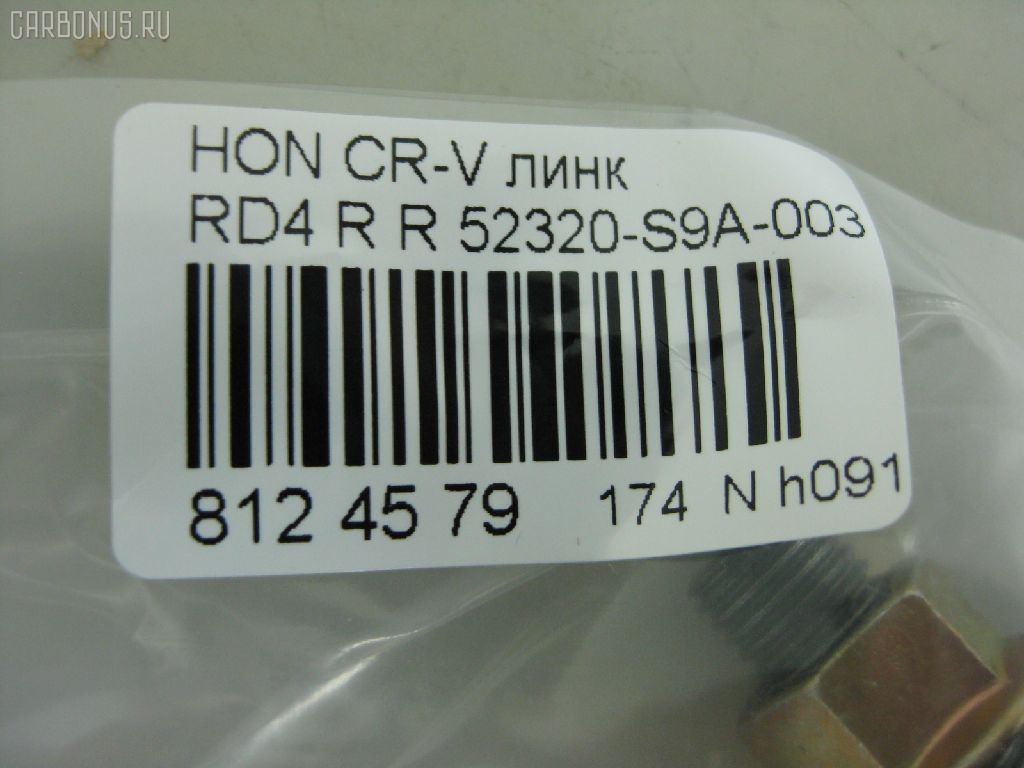 CARBONUS.RU
HON CR-V линк
RD4 R R 52320-S9A-003
812 45 79 174 N h091